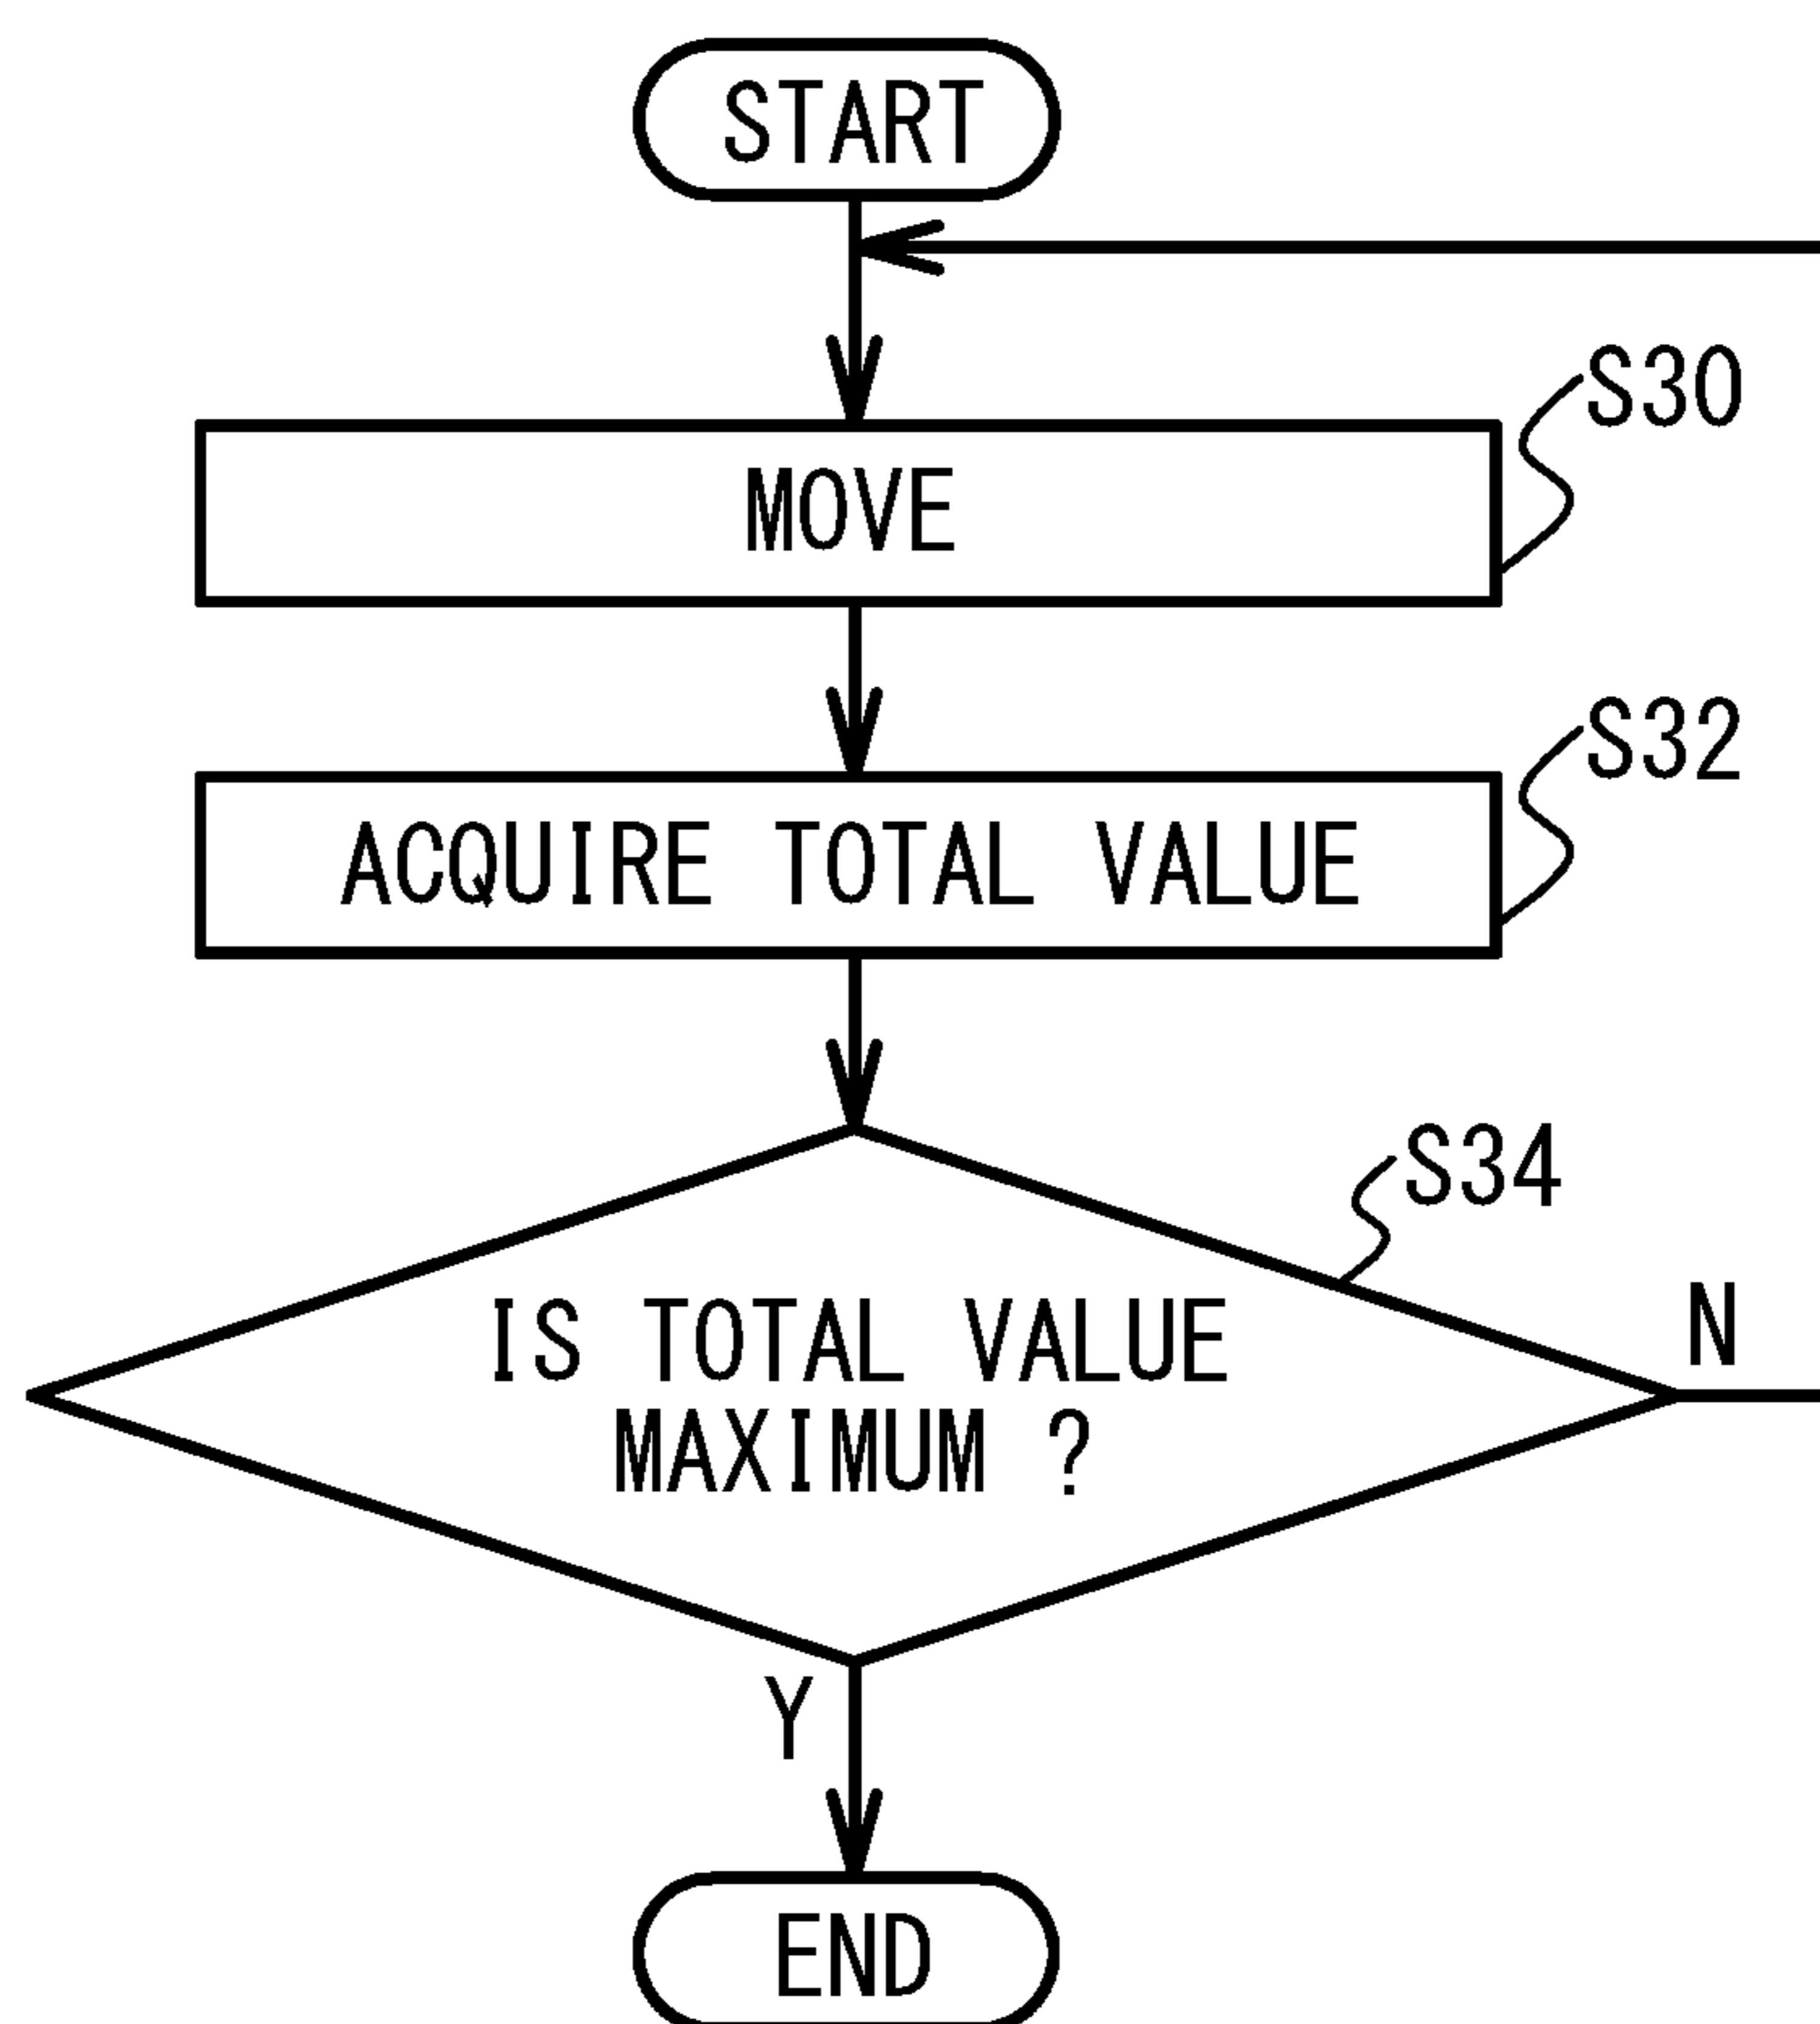 START
S30
MOVE
S32
ACQUIRE TOTAL VALUE
S34
IS TOTAL VALUE
MAXIMUM ?
N
Y
END